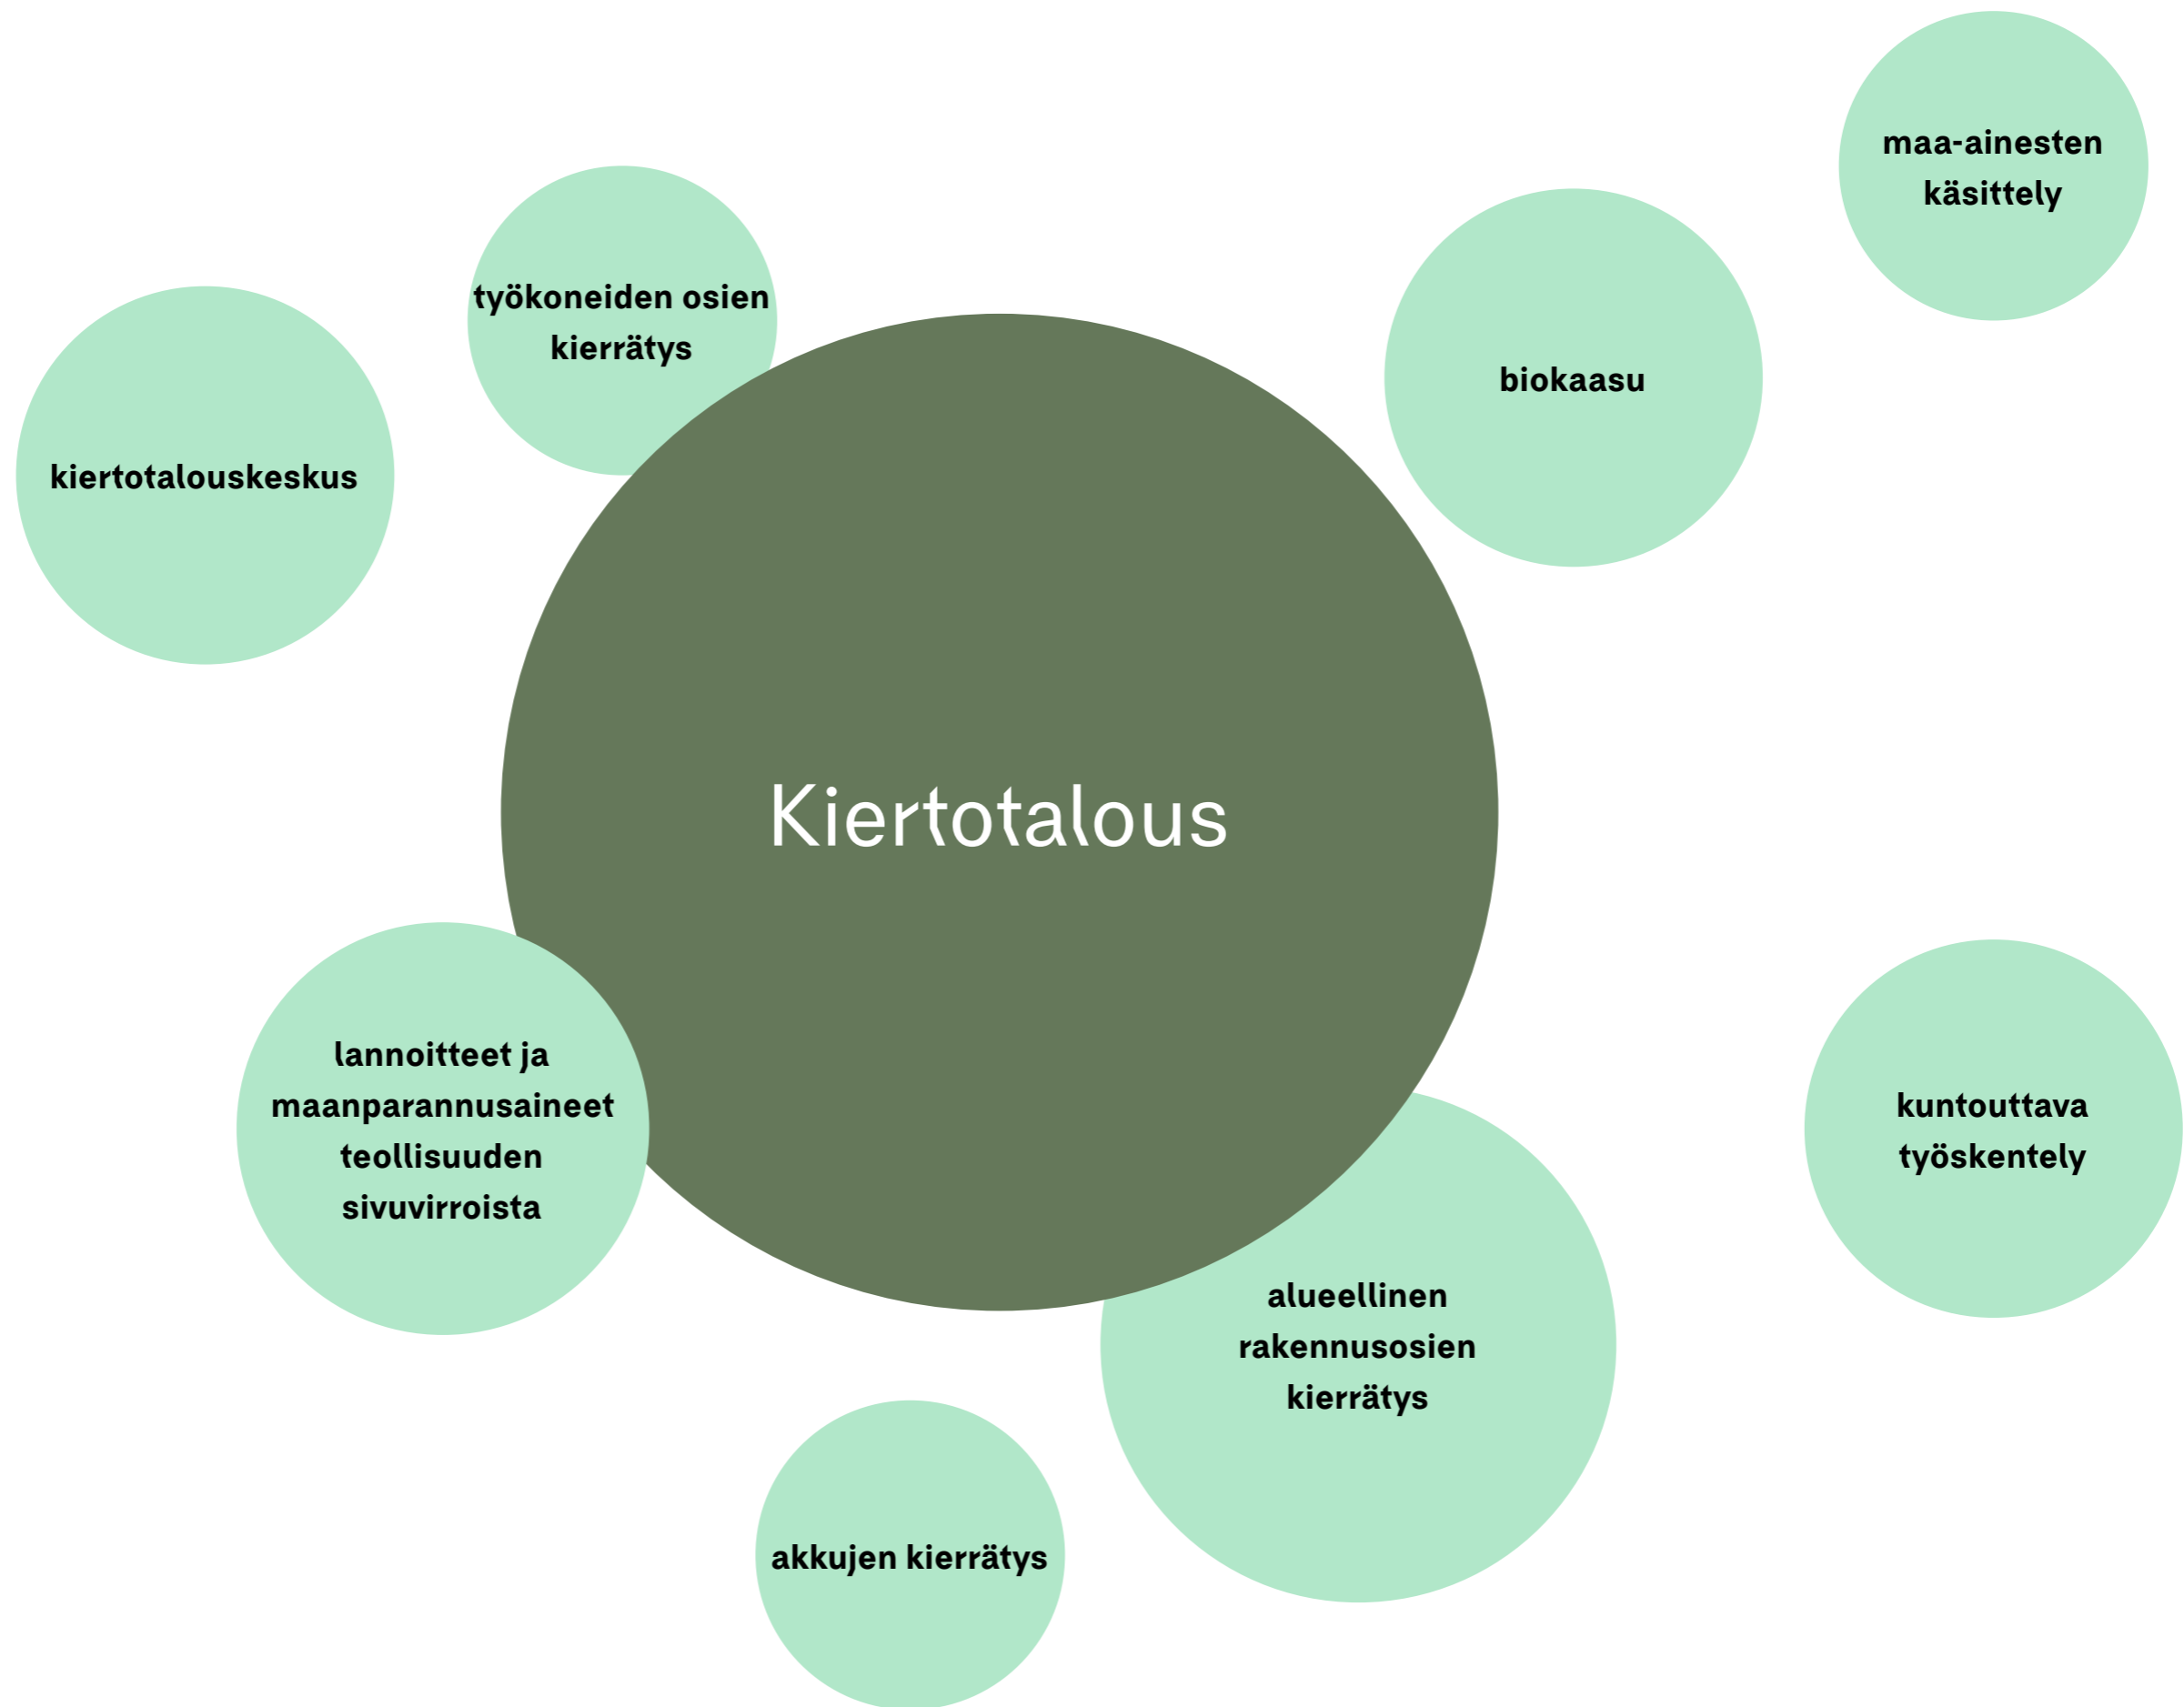 maa-ainesten
käsittely
työkoneiden osien
kierrätys
biokaasu
kiertotalouskeskus
Kiertotalous
lannoitteet ja
maanparannusaineet
teollisuuden
sivuvirroista
kuntouttava
työskentely
alueellinen
rakennusosien
kierrätys
akkujen kierrätys